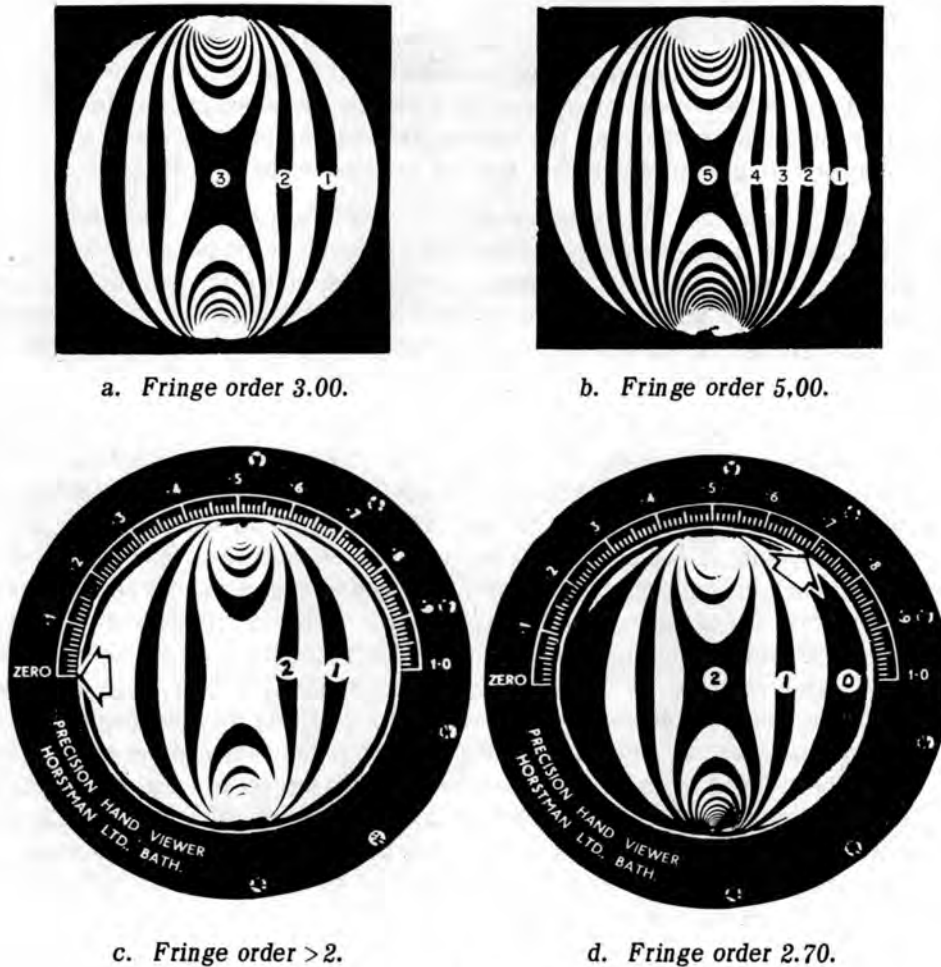 3 2 1
5 4 3 2 1
a. Fringe order 3.00.
b. Fringe order 5,00.
ZERO ·1 ·2 ·3 ·4 ·5 ·6 ·7 ·8 ·9 1·0
2 1
PRECISION HAND VIEWER
HORSTMAN LTD., BATH.
ZERO ·1 ·2 3 ·4 ·5 ·6 ·7 ·8 ·9 1·0
2 1 0
PRECISION HAND VIEWER
HORSTMAN LTD., BATH.
c. Fringe order >2.
d. Fringe order 2.70.